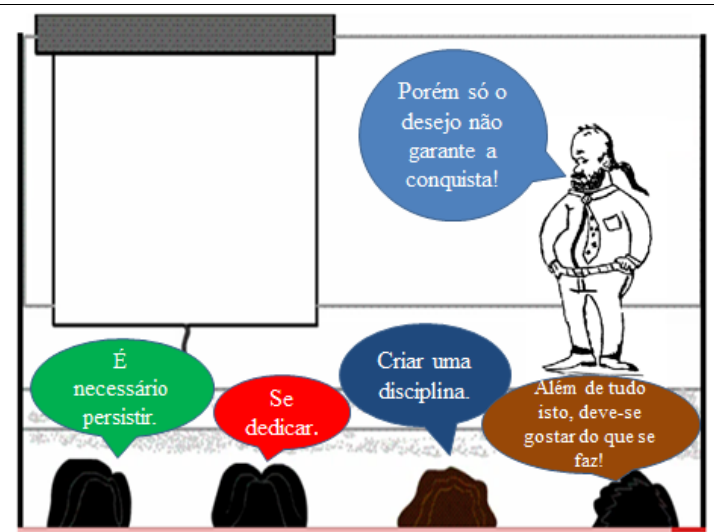 Porém só o
desejo não
garante a
conquista!
É
necessário
persistir.
Se
dedicar.
Criar uma
disciplina.
Além de tudo
isto, deve-se
gostar do que se
faz!